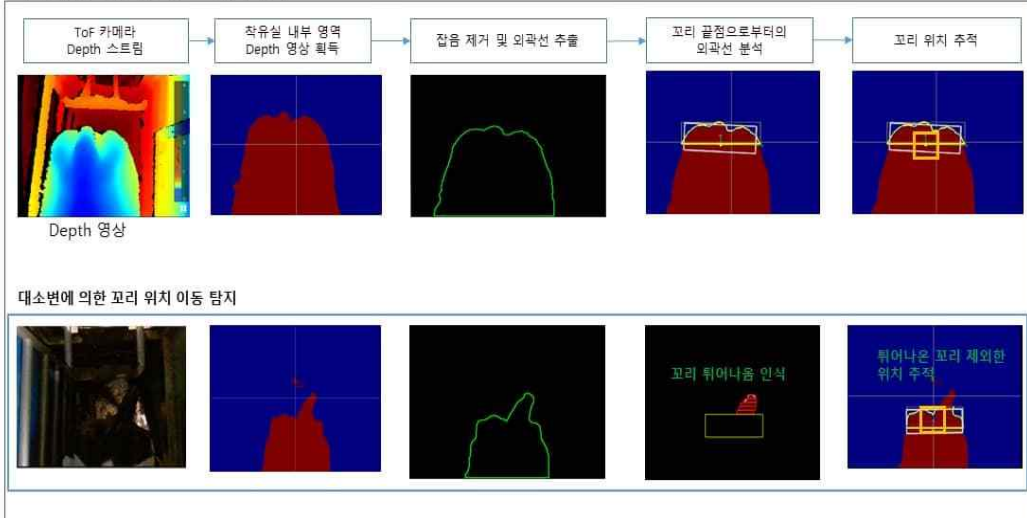 ToF 카메라
Depth 스트림
착유실 내부 영역
Depth 영상 획득
잡음 제거 및 외곽선 추출
꼬리 끝점으로부터의
외곽선 분석
꼬리 위치 추적
Depth 영상
대소변에 의한 꼬리 위치 이동 탐지
꼬리 튀어나옴 인식
튀어나온 꼬리 제외한
위치 추적